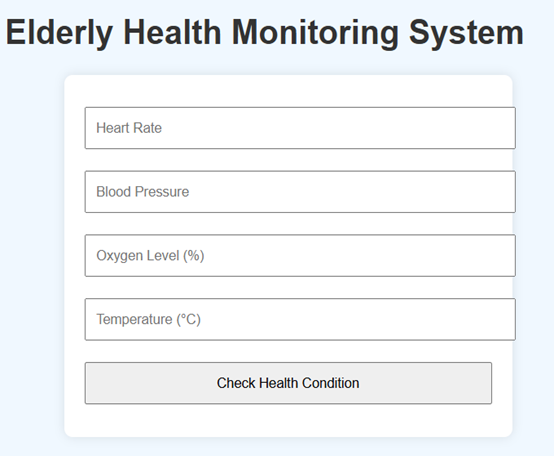 Elderly Health Monitoring System
Heart Rate
Blood Pressure
Oxygen Level (%)
Temperature (°C)
Check Health Condition